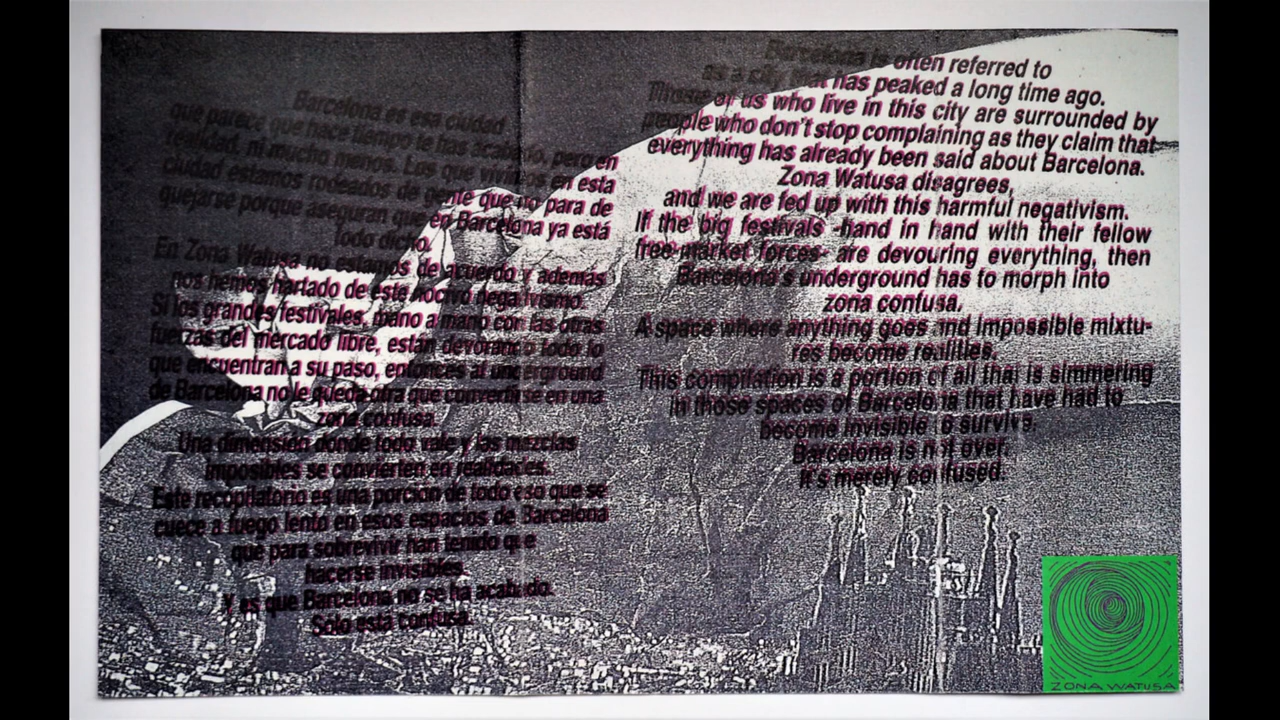 Barcelona es esa ciudad
que parece que hace tiempo se has acabado, pero en
realidad, ni mucho menos. Los que vivimos en esta
ciudad estamos rodeados de gente que no para de
quejarse porque aseguran que en Barcelona ya está
todo dicho.
En Zona Watusa no estamos de acuerdo y además
nos hemos hartado de este nocivo negativismo.
Si los grandes festivales, mano a mano con las otras
fuerzas del mercado libre, están devorando todo lo
que encuentran a su paso, entonces al underground
de Barcelona no le queda otra que convertirse en una
zona confusa.
Una dimensión donde todo vale y las mezclas
imposibles se convierten en realidades.
Este recopilatorio es una porción de todo eso que se
cuece a fuego lento en esos espacios de Barcelona
que para sobrevivir han tenido que
hacerse invisibles.
Y es que Barcelona no se ha acabado.
Sólo está confusa.
Barcelona is often referred to
as a city that has peaked a long time ago.
Those of us who live in this city are surrounded by
people who don't stop complaining as they claim that
everything has already been said about Barcelona.
Zona Watusa disagrees,
and we are fed up with this harmful negativism.
If the big festivals -hand in hand with their fellow
free-market forces- are devouring everything, then
Barcelona's underground has to morph into
zona confusa.
A space where anything goes and impossible mixtu-
res become realities.
This compilation is a portion of all that is simmering
in those spaces of Barcelona that have had to
become invisible to survive.
Barcelona is not over.
It's merely confused.
ZONA WATUSA